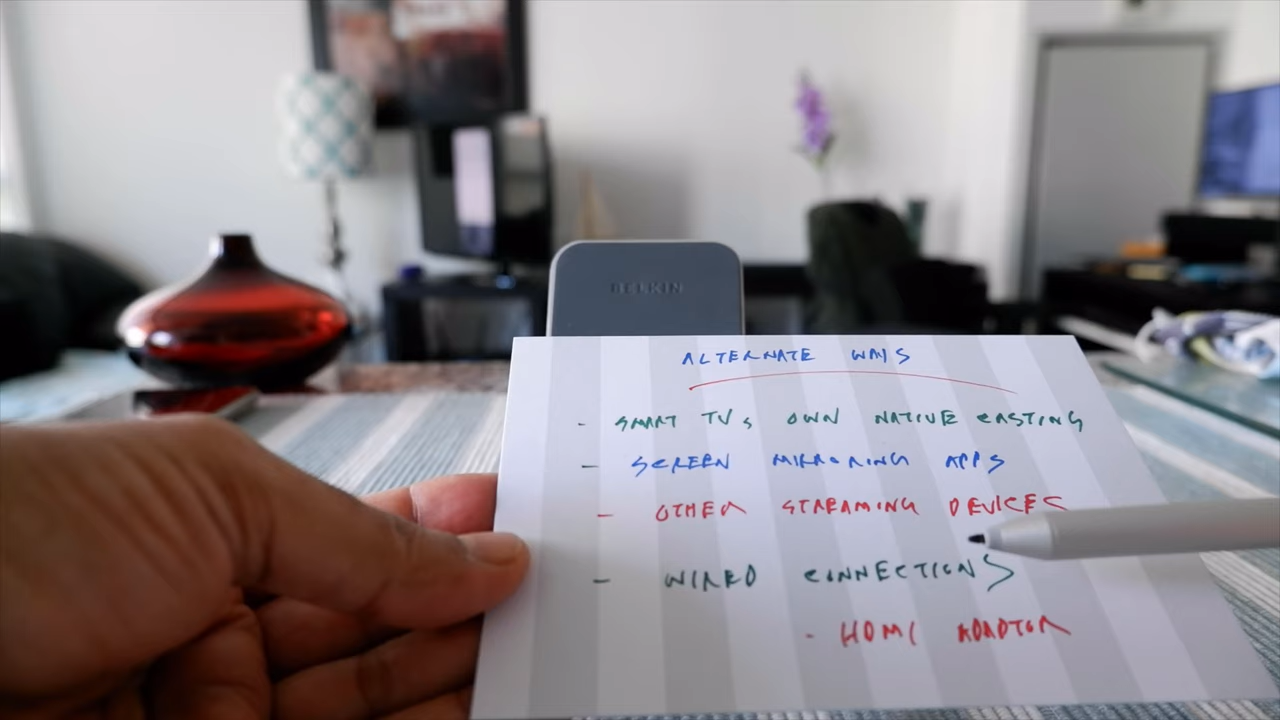 BELKIN
ALTERNATE WAYS
- SMART TVs OWN NATIVE CASTING
- SCREEN MIRRORING APPS
- OTHER STREAMING DEVICES
- WIRED CONNECTIONS
- HDMI ADAPTOR